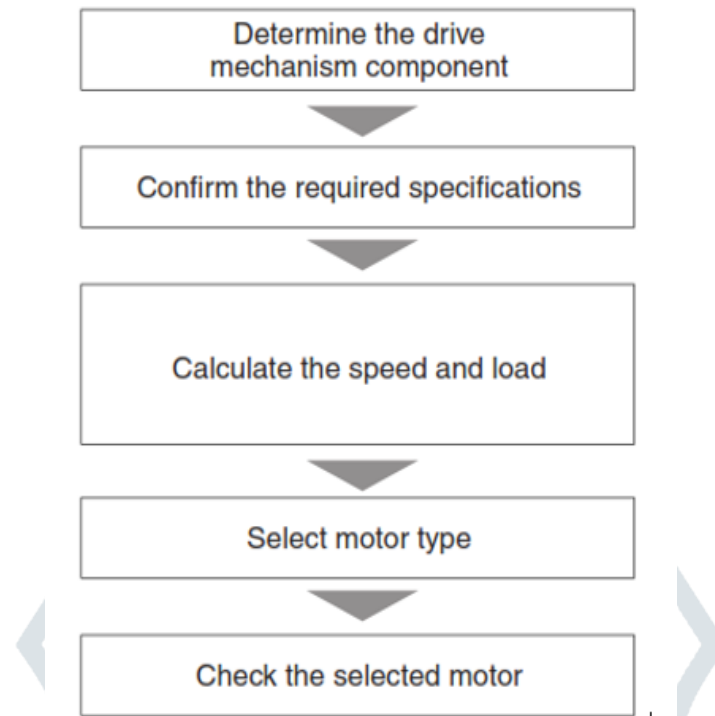 Determine the drive
mechanism component
Confirm the required specifications
Calculate the speed and load
Select motor type
Check the selected motor